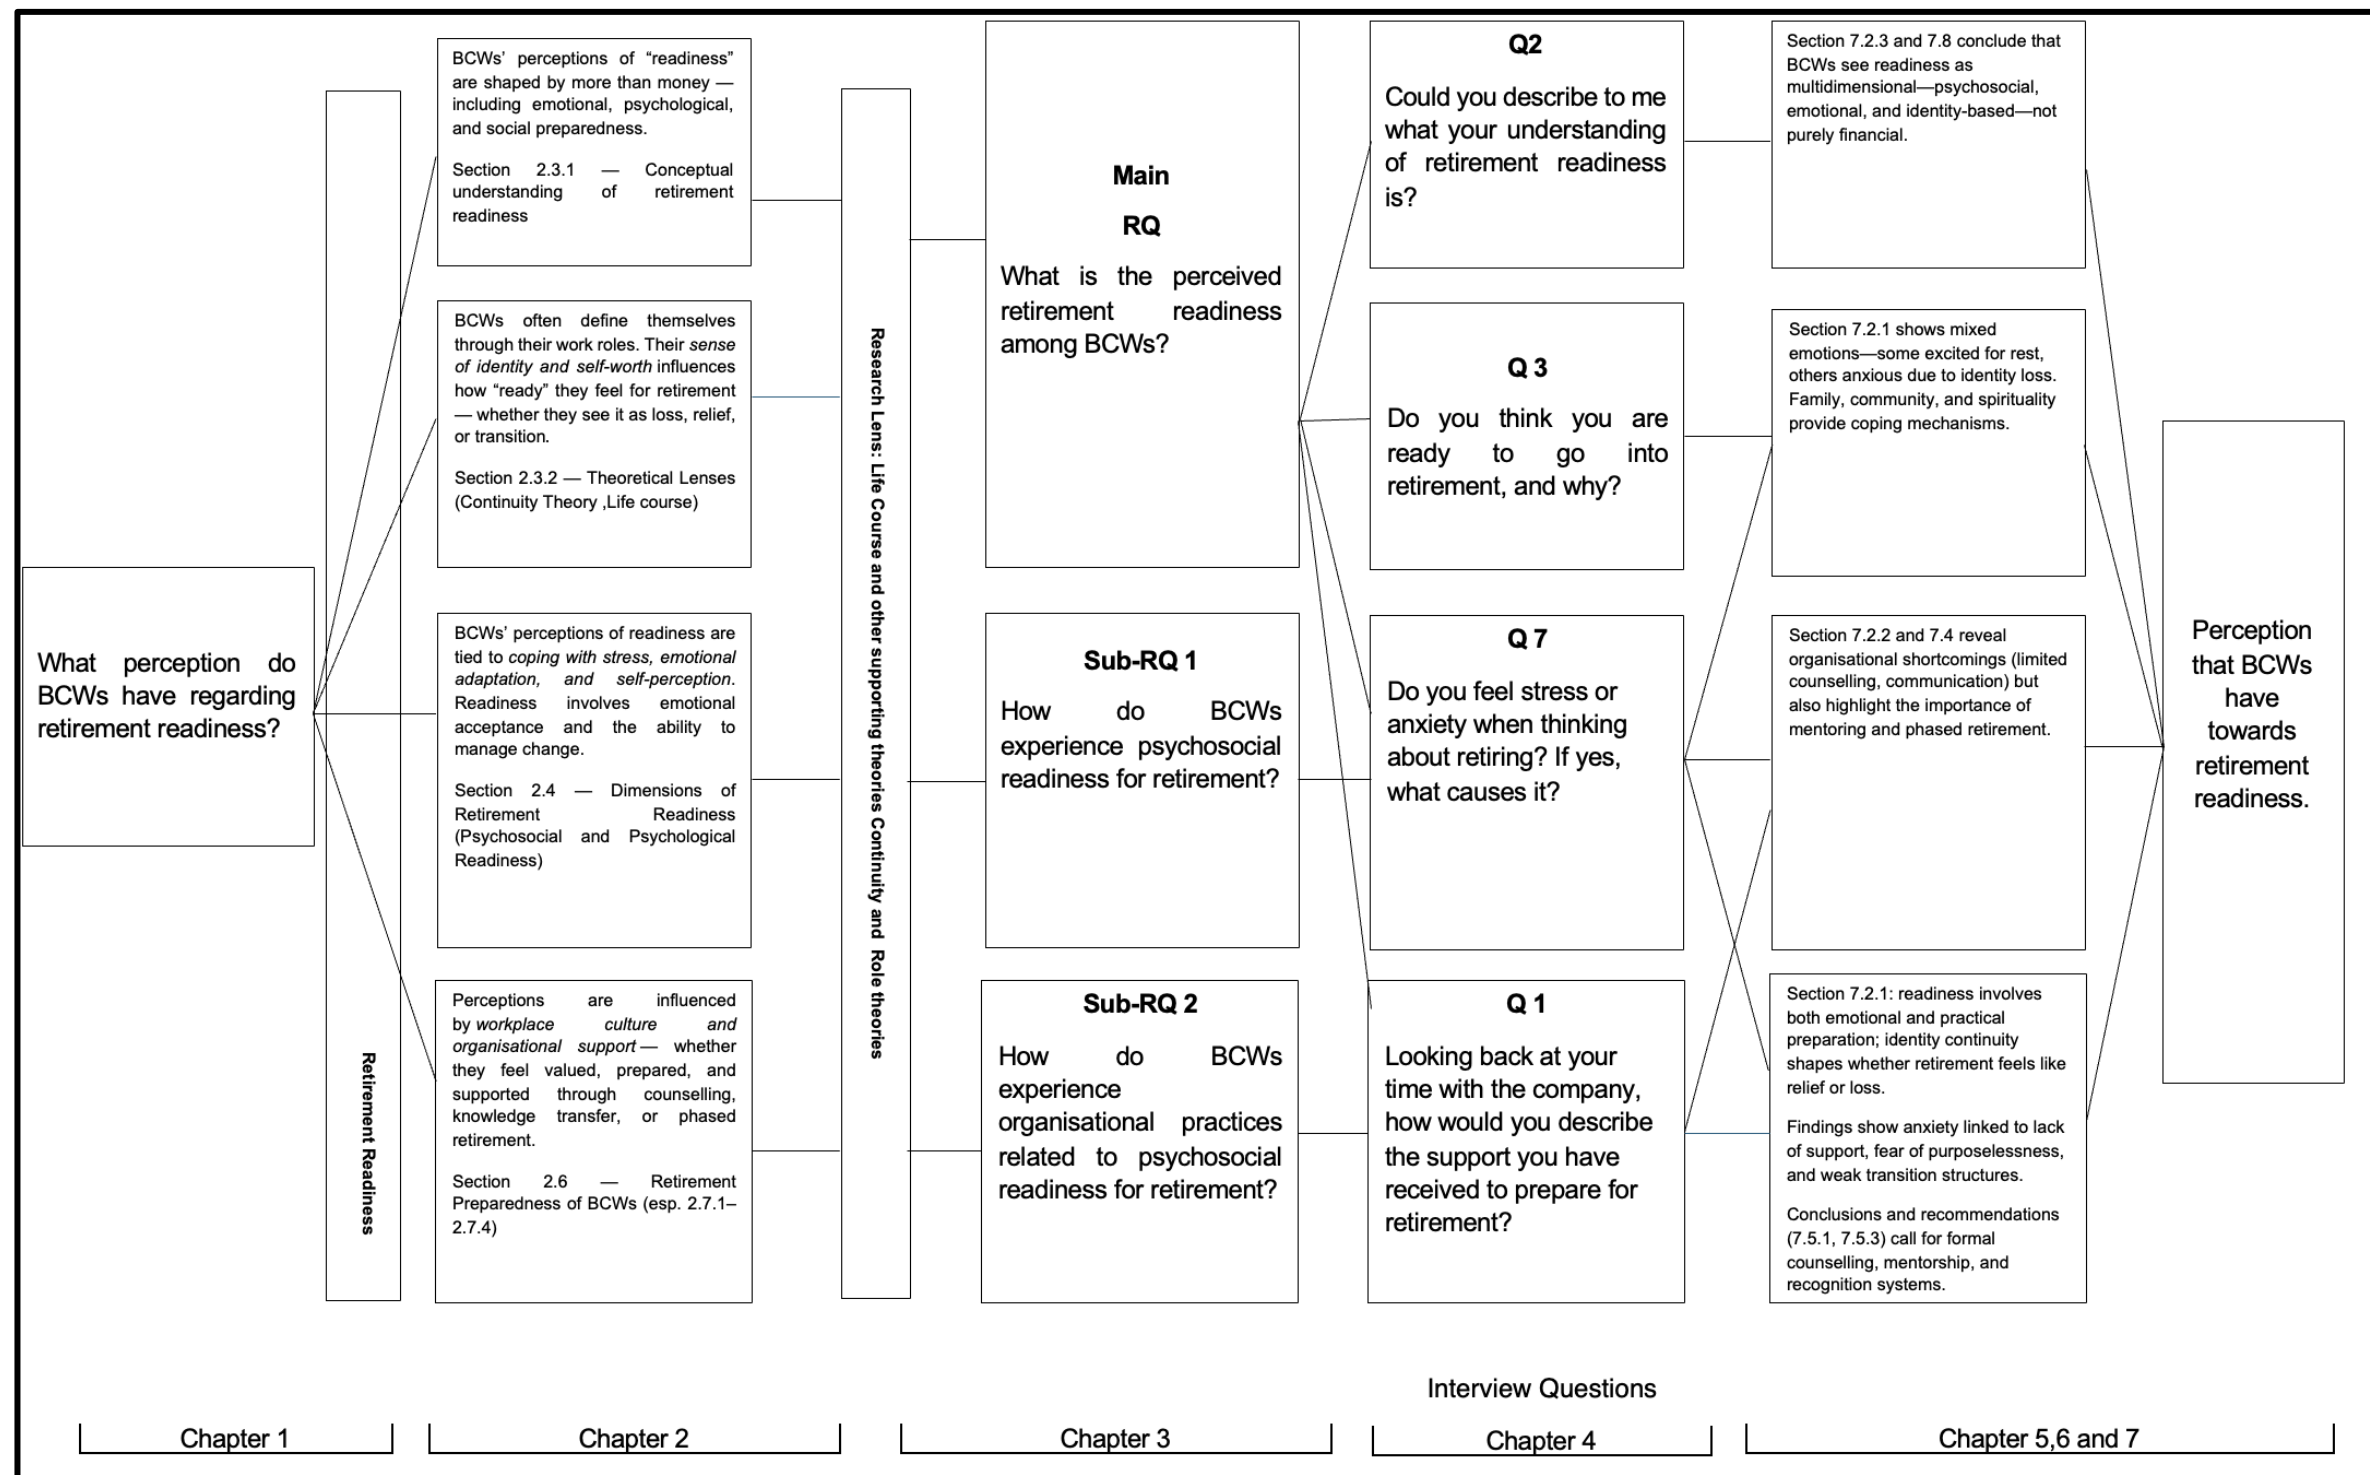 What perception do
BCWs have regarding
retirement readiness?
Retirement Readiness
BCWs’ perceptions of “readiness”
are shaped by more than money —
including emotional, psychological,
and social preparedness.
Section 2.3.1 — Conceptual
understanding of retirement
readiness
BCWs often define themselves
through their work roles. Their sense
of identity and self-worth influences
how “ready” they feel for retirement
— whether they see it as loss, relief,
or transition.
Section 2.3.2 — Theoretical Lenses
(Continuity Theory ,Life course)
BCWs’ perceptions of readiness are
tied to coping with stress, emotional
adaptation, and self-perception.
Readiness involves emotional
acceptance and the ability to
manage change.
Section 2.4 — Dimensions of
Retirement Readiness
(Psychosocial and Psychological
Readiness)
Perceptions are influenced
by workplace culture and
organisational support — whether
they feel valued, prepared, and
supported through counselling,
knowledge transfer, or phased
retirement.
Section 2.6 — Retirement
Preparedness of BCWs (esp. 2.7.1–
2.7.4)
Research Lens: Life Course and other supporting theories Continuity and Role theories
Main
RQ
What is the perceived
retirement readiness
among BCWs?
Sub-RQ 1
How do BCWs
experience psychosocial
readiness for retirement?
Sub-RQ 2
How do BCWs
experience
organisational practices
related to psychosocial
readiness for retirement?
Q2
Could you describe to me
what your understanding
of retirement readiness
is?
Q 3
Do you think you are
ready to go into
retirement, and why?
Q 7
Do you feel stress or
anxiety when thinking
about retiring? If yes,
what causes it?
Q 1
Looking back at your
time with the company,
how would you describe
the support you have
received to prepare for
retirement?
Section 7.2.3 and 7.8 conclude that
BCWs see readiness as
multidimensional—psychosocial,
emotional, and identity-based—not
purely financial.
Section 7.2.1 shows mixed
emotions—some excited for rest,
others anxious due to identity loss.
Family, community, and spirituality
provide coping mechanisms.
Section 7.2.2 and 7.4 reveal
organisational shortcomings (limited
counselling, communication) but
also highlight the importance of
mentoring and phased retirement.
Section 7.2.1: readiness involves
both emotional and practical
preparation; identity continuity
shapes whether retirement feels like
relief or loss.
Findings show anxiety linked to lack
of support, fear of purposelessness,
and weak transition structures.
Conclusions and recommendations
(7.5.1, 7.5.3) call for formal
counselling, mentorship, and
recognition systems.
Perception
that BCWs
have
towards
retirement
readiness.
Interview Questions
Chapter 1
Chapter 2
Chapter 3
Chapter 4
Chapter 5,6 and 7